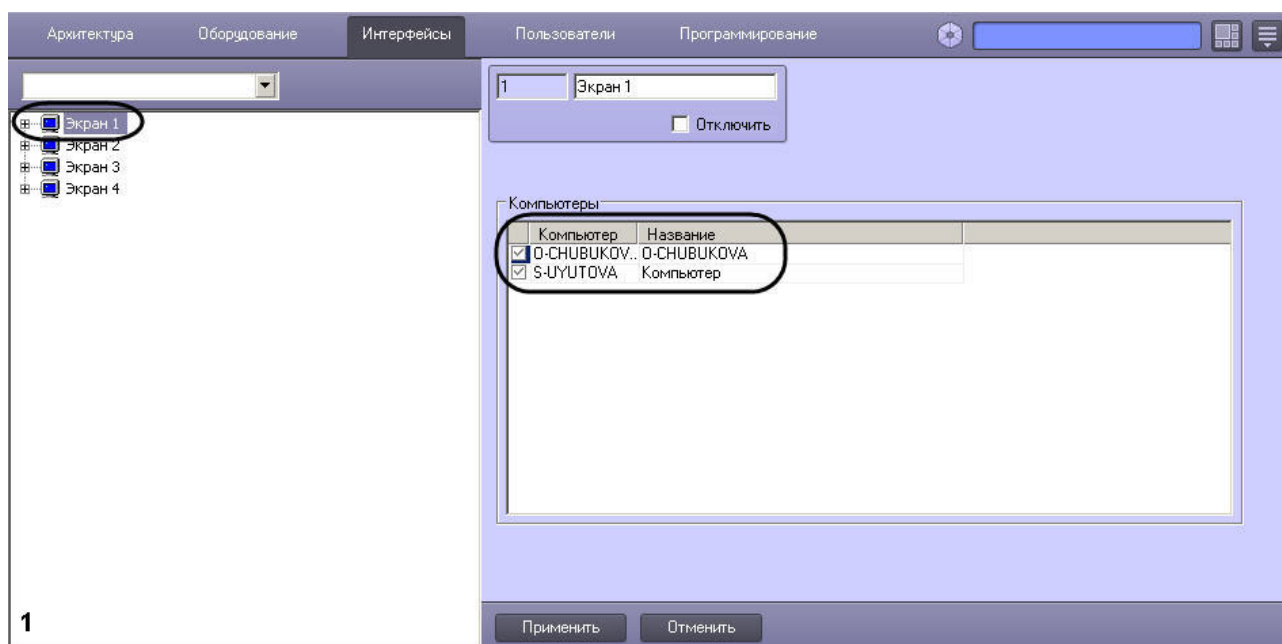 Архитектура Оборудование Интерфейсы Пользователи Программирование
1 Экран 1
Отключить
Экран 1
Экран 2
Экран 3
Экран 4
Компьютеры
Компьютер Название
O-CHUBUKOV.. O-CHUBUKOVA
S-UYUTOVA Компьютер
1
Применить Отменить